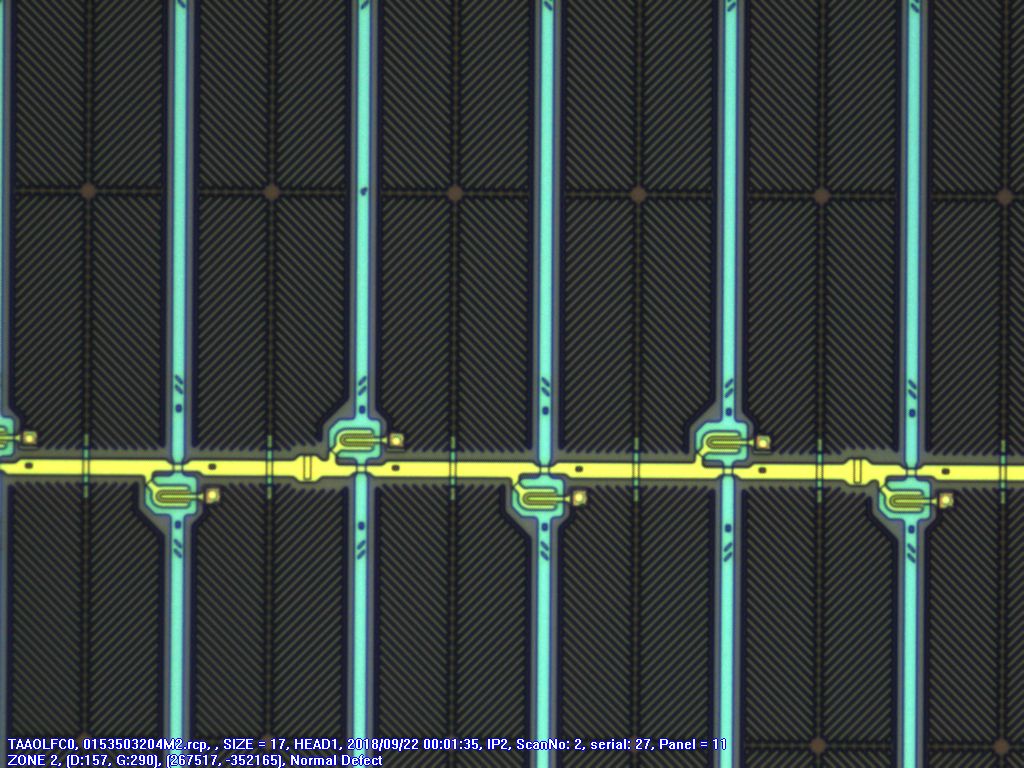 TAAOLFC0, 0153503204M2.rcp, , SIZE = 17, HEAD1, 2018/09/22 00:01:35, IP2, ScanNo: 2, serial: 27, Panel = 11
ZONE 2, [D:157, G:290], [267517, -352165], Normal Defect